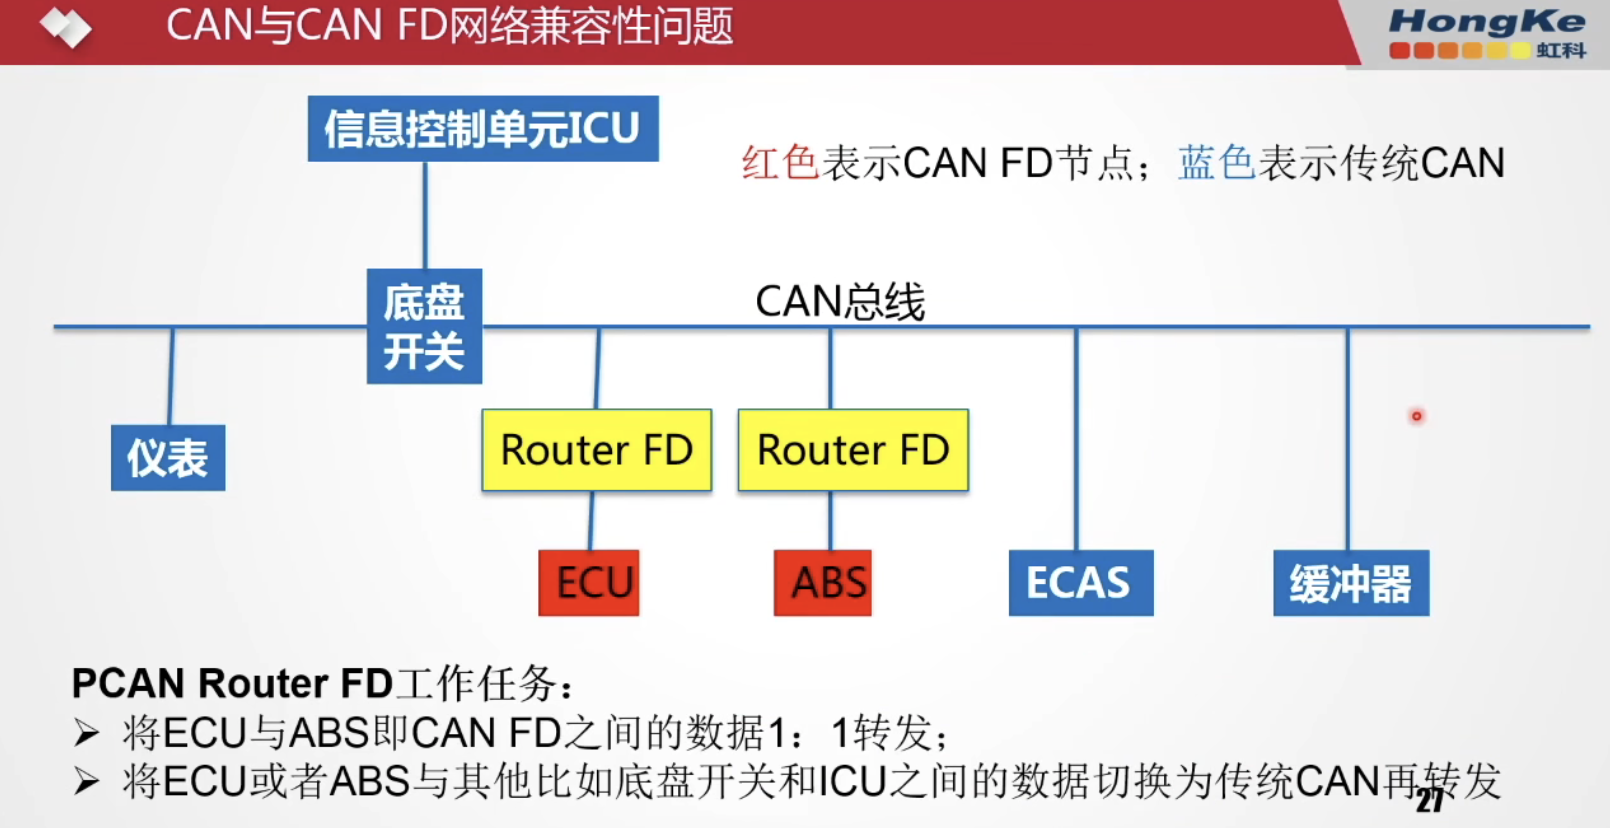 CAN与CAN FD网络兼容性问题
HongKe
虹科
信息控制单元ICU
红色表示CAN FD节点；蓝色表示传统CAN
底盘
开关
CAN总线
仪表
Router FD
Router FD
ECU
ABS
ECAS
缓冲器
PCAN Router FD工作任务：
➢ 将ECU与ABS即CAN FD之间的数据1：1转发；
➢ 将ECU或者ABS与其他比如底盘开关和ICU之间的数据切换为传统CAN再转发
27